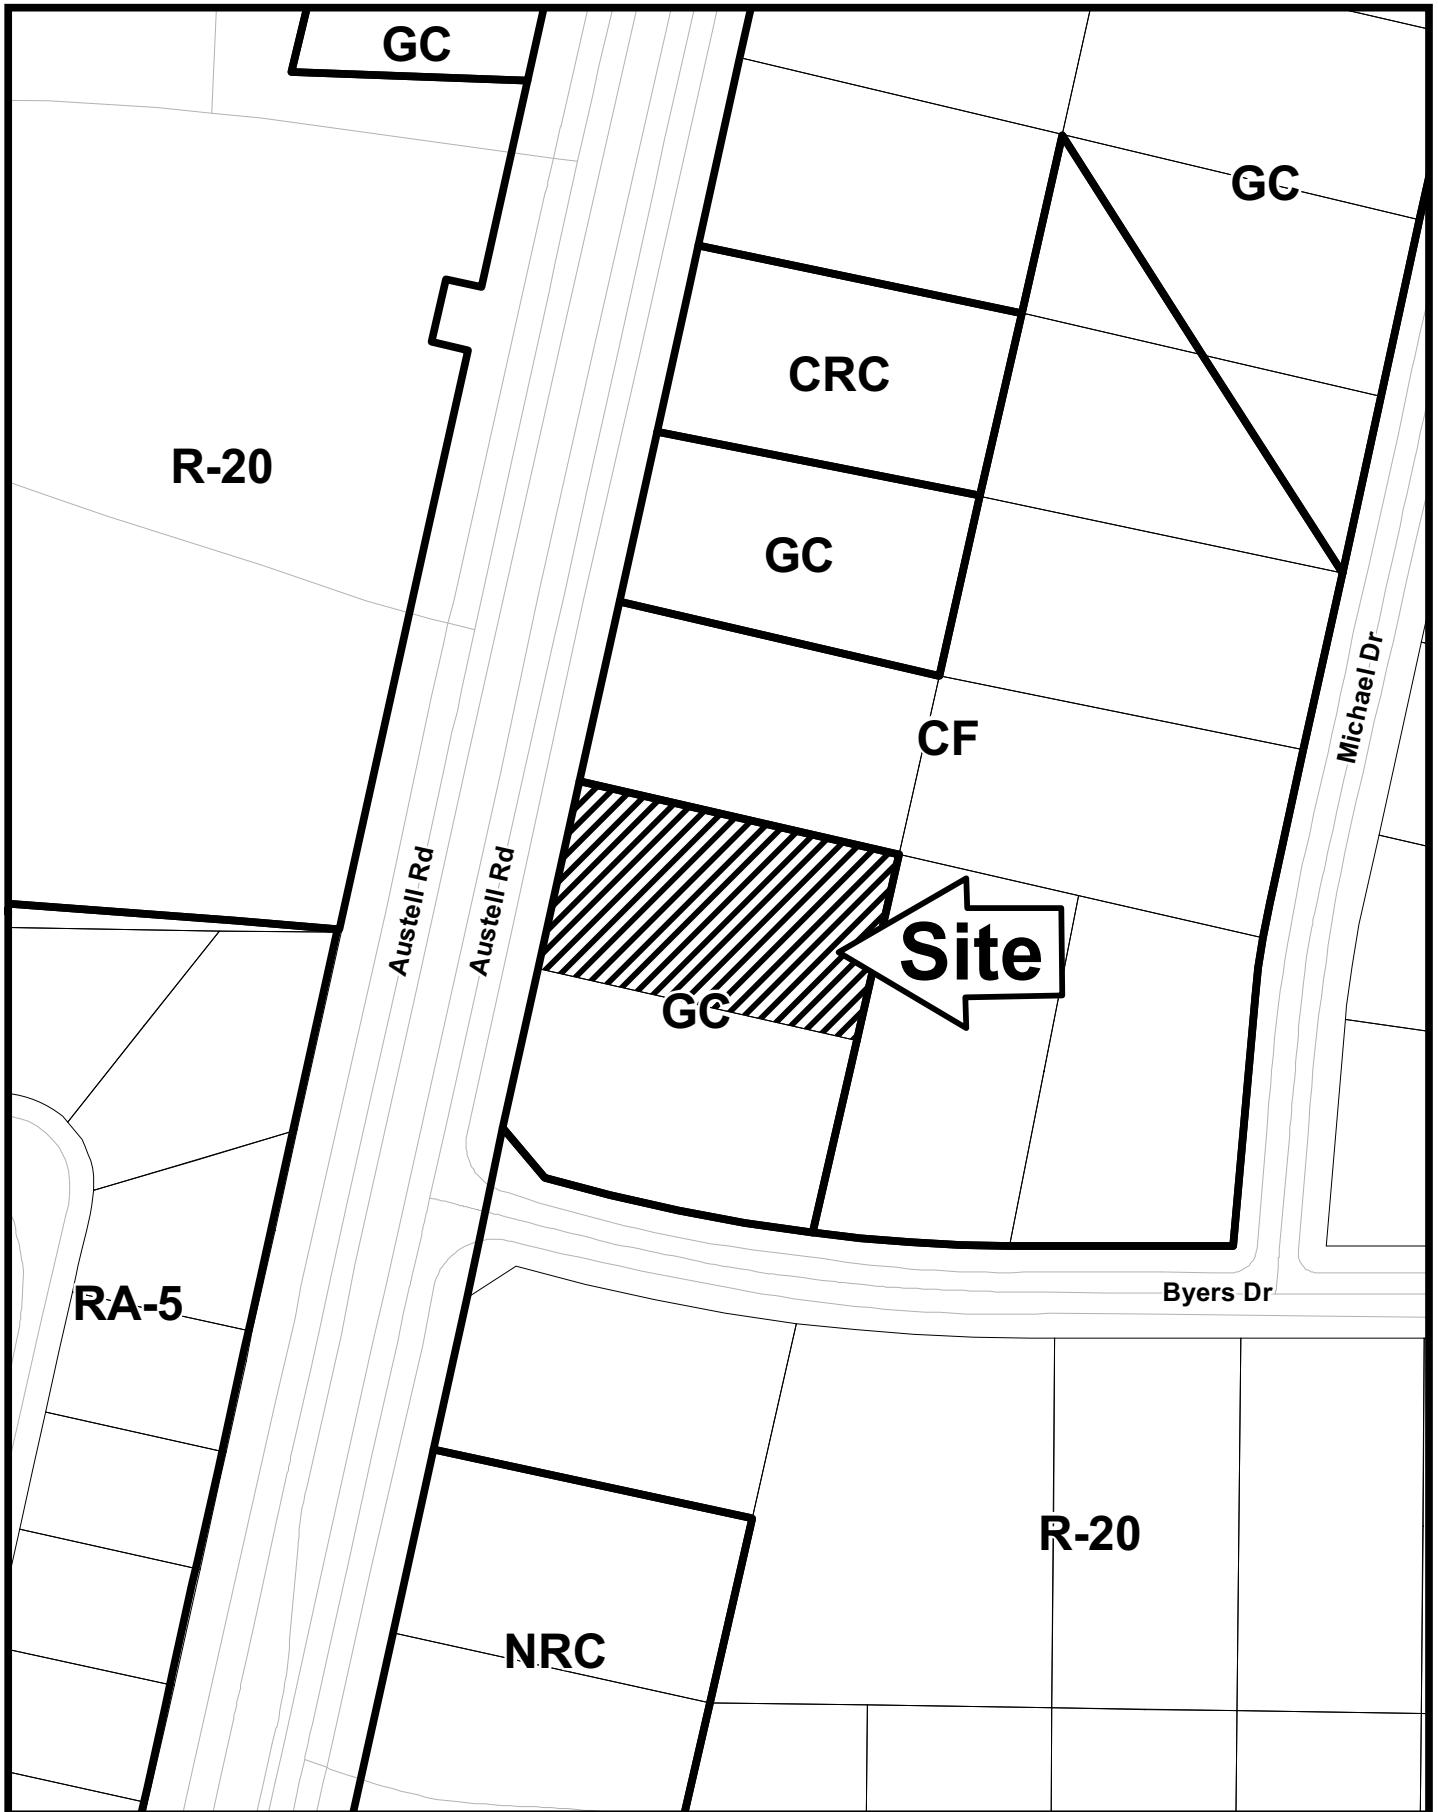 GC
GC
CRC
R-20
GC
Michael Dr
CF
Austell Rd
Austell Rd
Site
GC
Byers Dr
RA-5
R-20
NRC